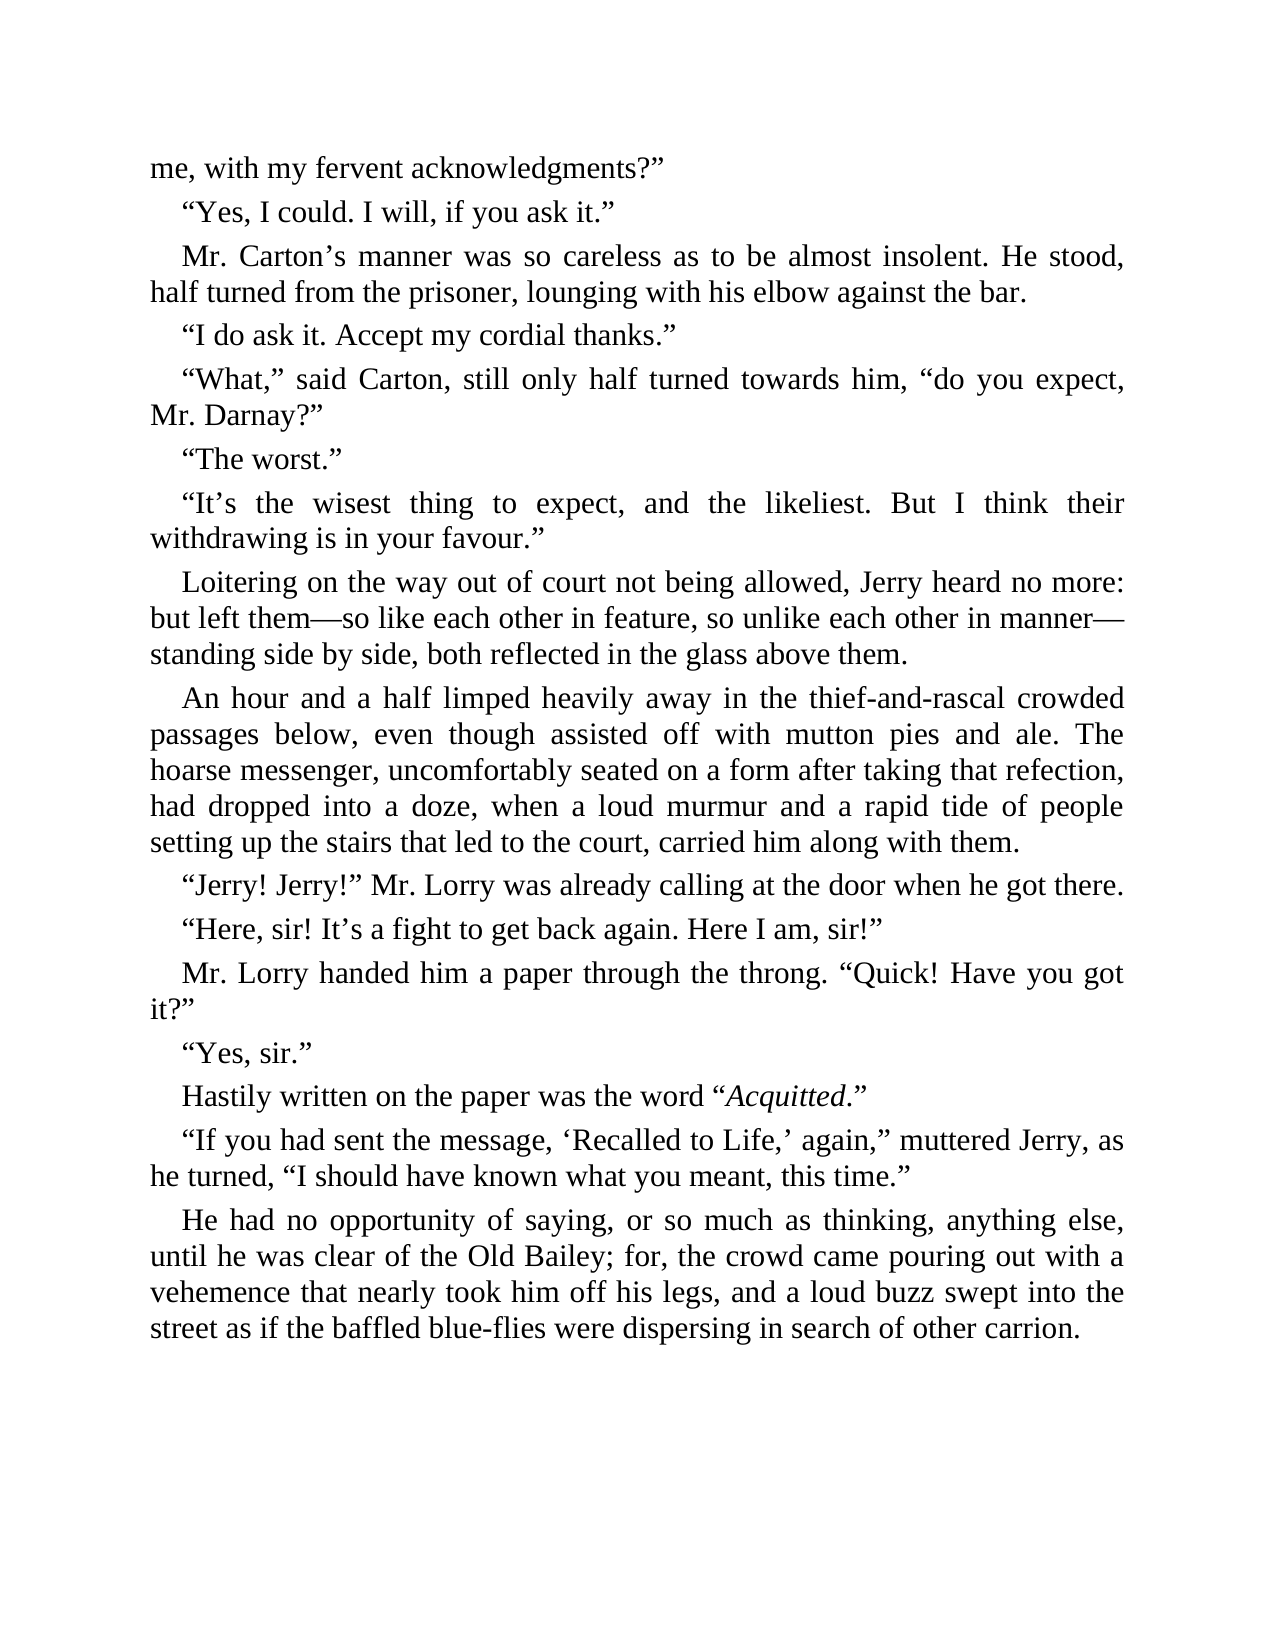 me, with my fervent acknowledgments?”
“Yes, I could. I will, if you ask it.”
Mr. Carton’s manner was so careless as to be almost insolent. He stood,
half turned from the prisoner, lounging with his elbow against the bar.
“I do ask it. Accept my cordial thanks.”
“What,” said Carton, still only half turned towards him, “do you expect,
Mr. Darnay?”
“The worst.”
“It’s the wisest thing to expect, and the likeliest. But I think their
withdrawing is in your favour.”
Loitering on the way out of court not being allowed, Jerry heard no more:
but left them—so like each other in feature, so unlike each other in manner—
standing side by side, both reflected in the glass above them.
An hour and a half limped heavily away in the thief-and-rascal crowded
passages below, even though assisted off with mutton pies and ale. The
hoarse messenger, uncomfortably seated on a form after taking that refection,
had dropped into a doze, when a loud murmur and a rapid tide of people
setting up the stairs that led to the court, carried him along with them.
“Jerry! Jerry!” Mr. Lorry was already calling at the door when he got there.
“Here, sir! It’s a fight to get back again. Here I am, sir!”
Mr. Lorry handed him a paper through the throng. “Quick! Have you got
it?”
“Yes, sir.”
Hastily written on the paper was the word “Acquitted.”
“If you had sent the message, ‘Recalled to Life,’ again,” muttered Jerry, as
he turned, “I should have known what you meant, this time.”
He had no opportunity of saying, or so much as thinking, anything else,
until he was clear of the Old Bailey; for, the crowd came pouring out with a
vehemence that nearly took him off his legs, and a loud buzz swept into the
street as if the baffled blue-flies were dispersing in search of other carrion.